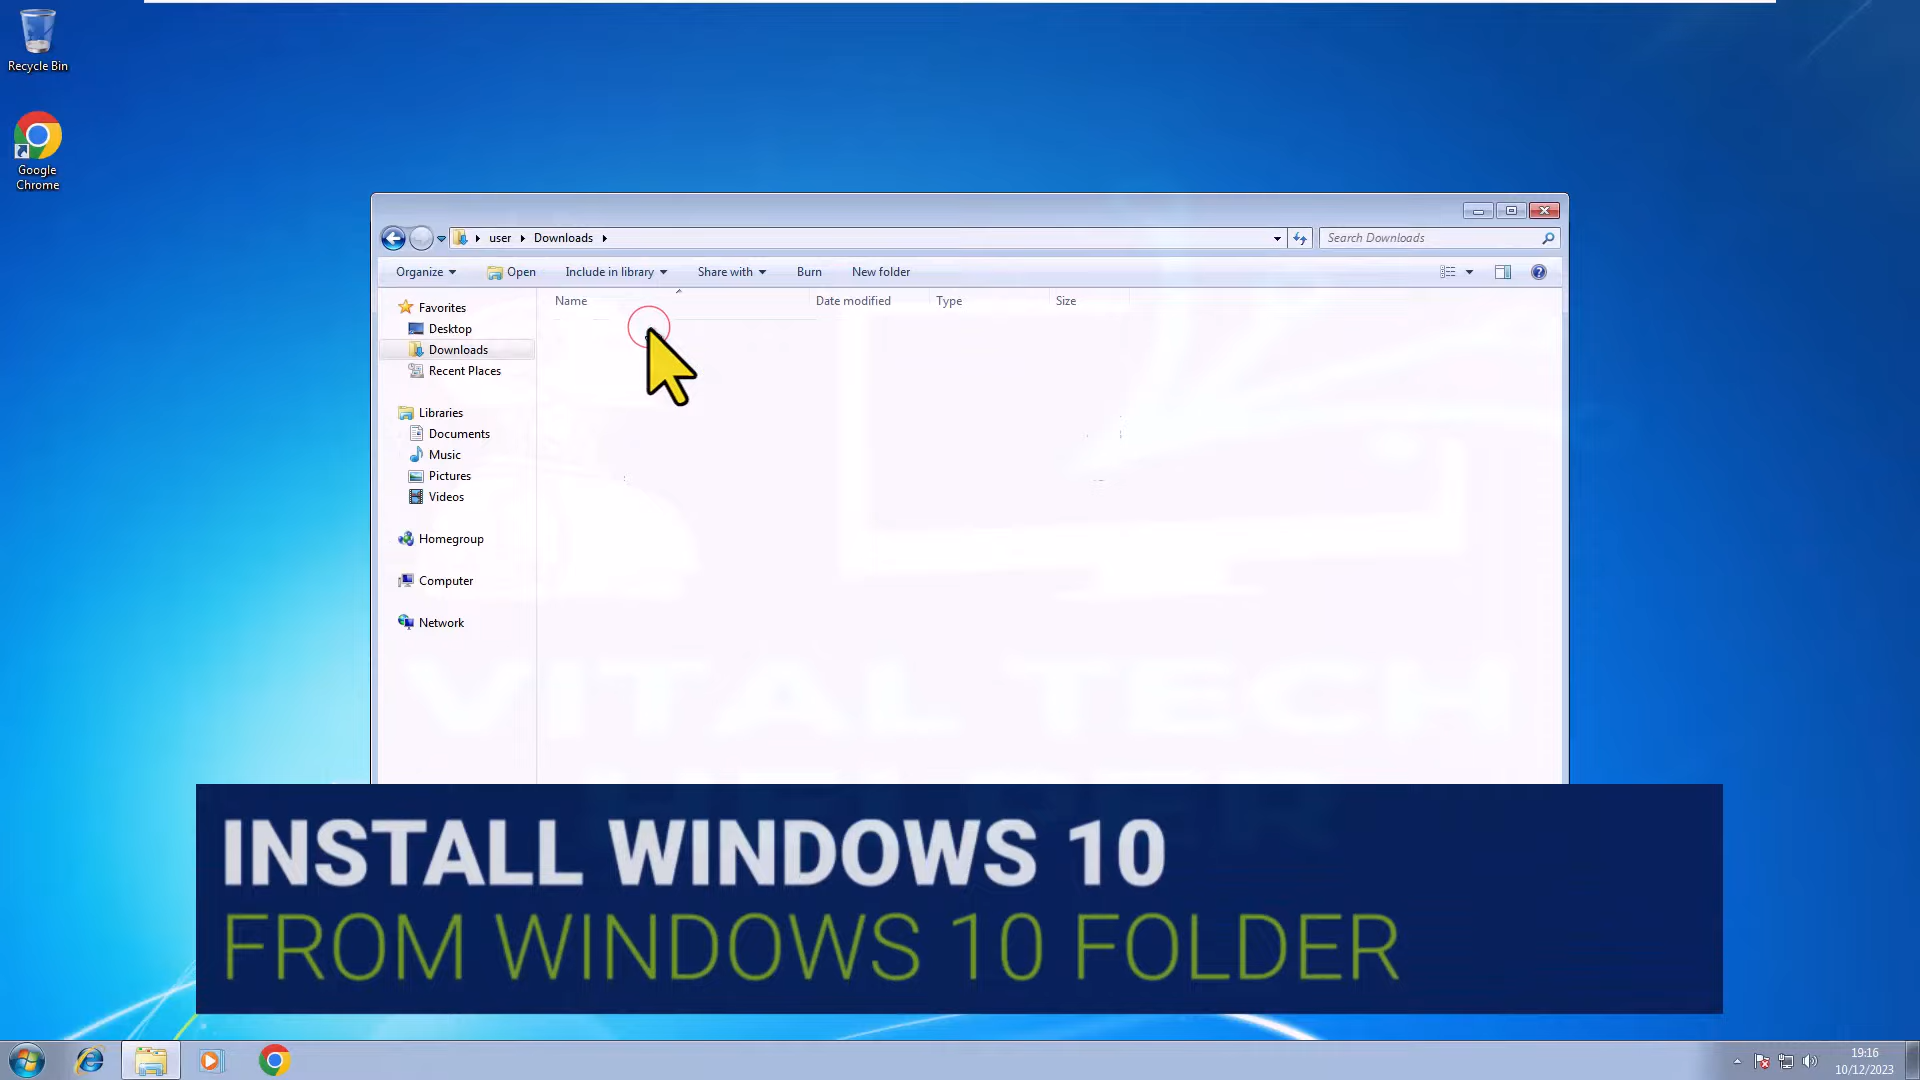 Recycle Bin
Google
Chrome
user
Downloads
Search Downloads
Organize
Open
Include in library
Share with
Burn
New folder
Name
Date modified
Type
Size
Favorites
Desktop
Downloads
Recent Places
Libraries
Documents
Music
Pictures
Videos
Homegroup
Computer
Network
VITAL TECH
HELPER
INSTALL WINDOWS 10
FROM WINDOWS 10 FOLDER
19:16
10/12/2023